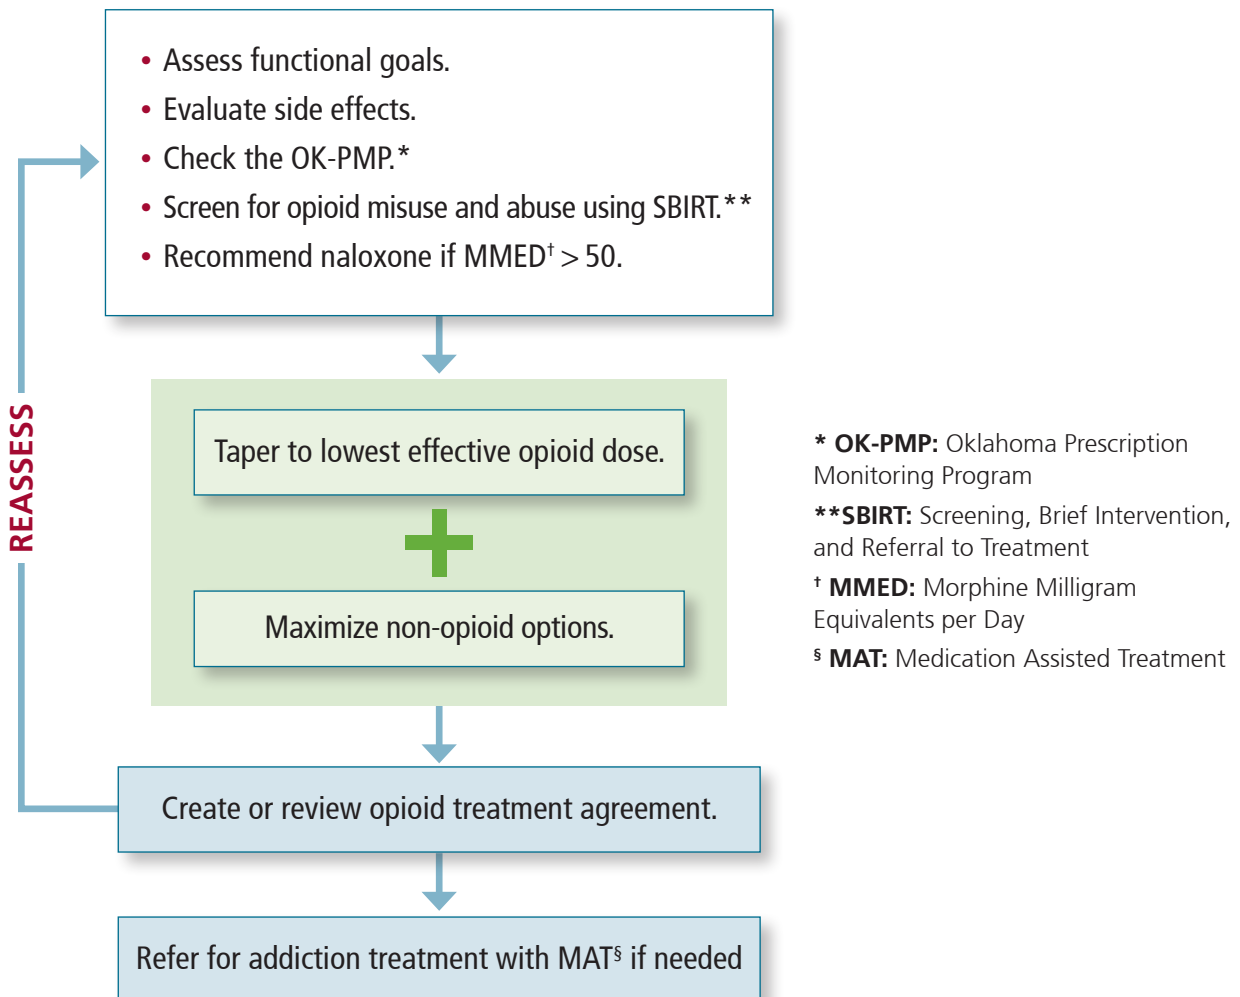 • Assess functional goals.
• Evaluate side effects.
• Check the OK-PMP.*
• Screen for opioid misuse and abuse using SBIRT.**
• Recommend naloxone if MMED† > 50.
REASSESS
Taper to lowest effective opioid dose.
Maximize non-opioid options.
Create or review opioid treatment agreement.
Refer for addiction treatment with MAT§ if needed
* OK-PMP: Oklahoma Prescription
Monitoring Program
**SBIRT: Screening, Brief Intervention,
and Referral to Treatment
† MMED: Morphine Milligram
Equivalents per Day
§ MAT: Medication Assisted Treatment